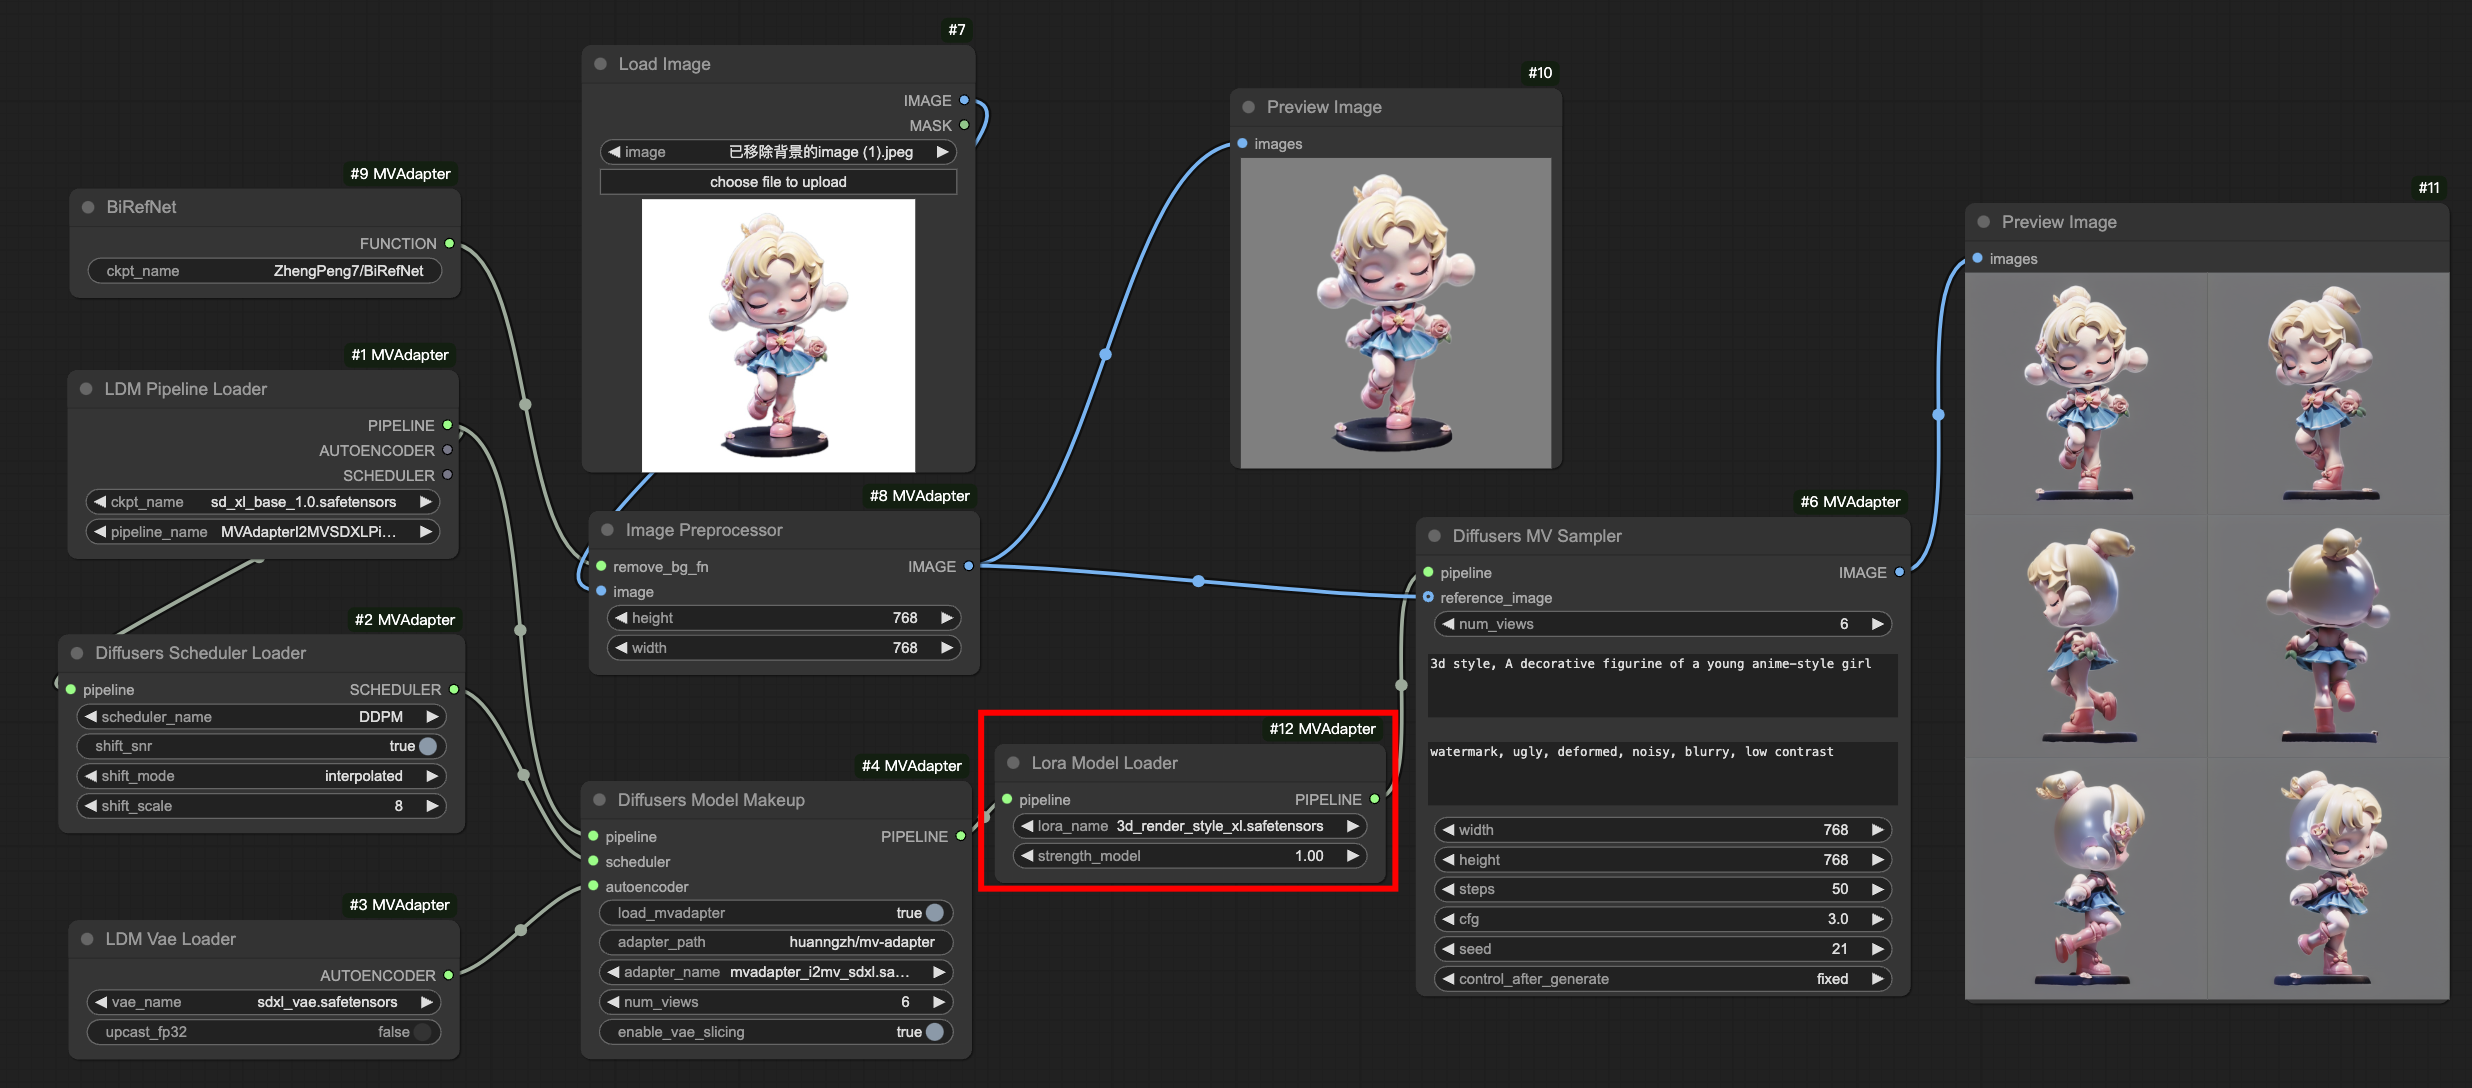 #9 MVAdapter
BiRefNet
FUNCTION
ckpt_name ZhengPeng7/BiRefNet
#1 MVAdapter
LDM Pipeline Loader
PIPELINE
AUTOENCODER
SCHEDULER
ckpt_name sd_xl_base_1.0.safetensors
pipeline_name MVAdapterI2MVSDXLPi...
#2 MVAdapter
Diffusers Scheduler Loader
pipeline SCHEDULER
scheduler_name DDPM
shift_snr true
shift_mode interpolated
shift_scale 8
#3 MVAdapter
LDM Vae Loader
AUTOENCODER
vae_name sdxl_vae.safetensors
upcast_fp32 false
#7
Load Image
IMAGE
MASK
image 已移除背景的image (1).jpeg
choose file to upload
#8 MVAdapter
Image Preprocessor
remove_bg_fn IMAGE
image
height 768
width 768
#4 MVAdapter
Diffusers Model Makeup
pipeline PIPELINE
scheduler
autoencoder
load_mvadapter true
adapter_path huanngzh/mv-adapter
adapter_name mvadapter_i2mv_sdxl.sa...
num_views 6
enable_vae_slicing true
#12 MVAdapter
Lora Model Loader
pipeline PIPELINE
lora_name 3d_render_style_xl.safetensors
strength_model 1.00
#10
Preview Image
images
#6 MVAdapter
Diffusers MV Sampler
pipeline IMAGE
reference_image
num_views 6
3d style, A decorative figurine of a young anime-style girl
watermark, ugly, deformed, noisy, blurry, low contrast
width 768
height 768
steps 50
cfg 3.0
seed 21
control_after_generate fixed
#11
Preview Image
images